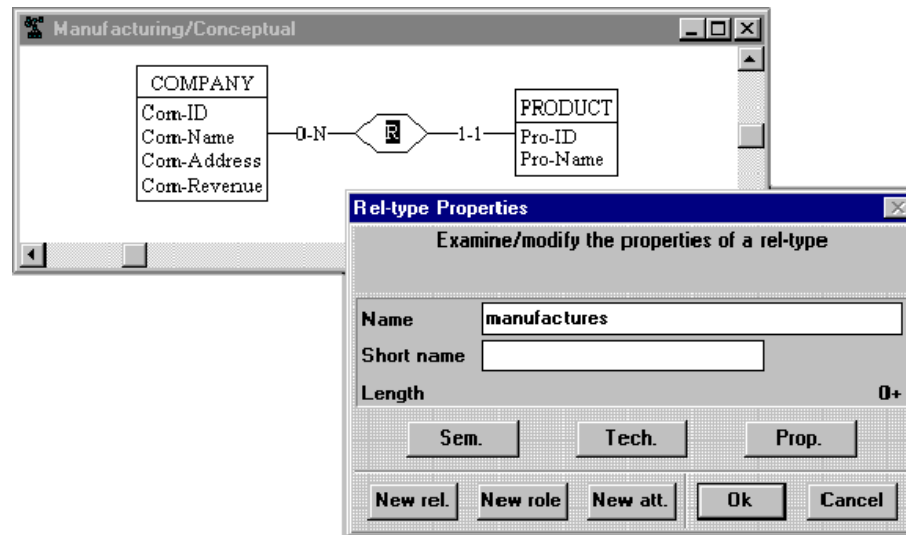 Manufacturing/Conceptual
COMPANY
Com-ID
Com-Name
Com-Address
Com-Revenue
0-N
R
1-1
PRODUCT
Pro-ID
Pro-Name
Rel-type Properties
Examine/modify the properties of a rel-type
Name manufactures
Short name
Length 0+
Sem. Tech. Prop.
New rel. New role New att. Ok Cancel